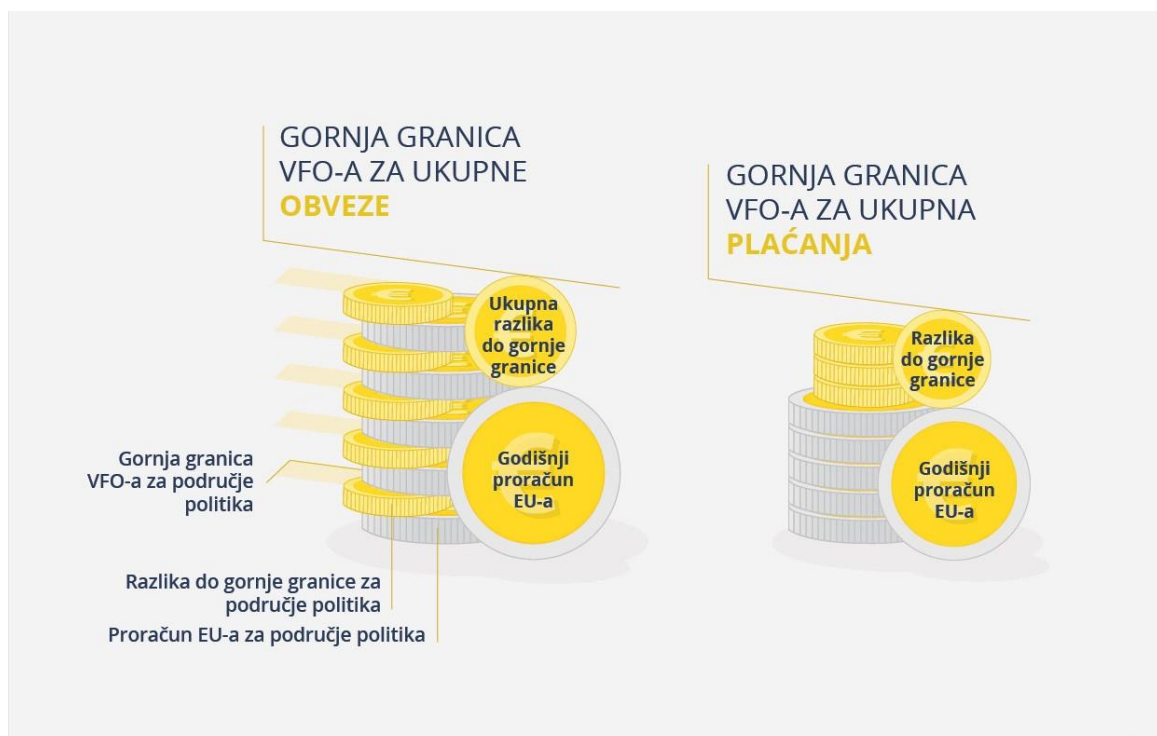 GORNJA GRANICA
VFO-A ZA UKUPNE
OBVEZE
Ukupna
razlika
do gornje
granice
Godišnji
proračun
EU-a
Gornja granica
VFO-a za područje
politika
Razlika do gornje granice za
područje politika
Proračun EU-a za područje politika
GORNJA GRANICA
VFO-A ZA UKUPNA
PLAĆANJA
Razlika
do gornje
granice
Godišnji
proračun
EU-a